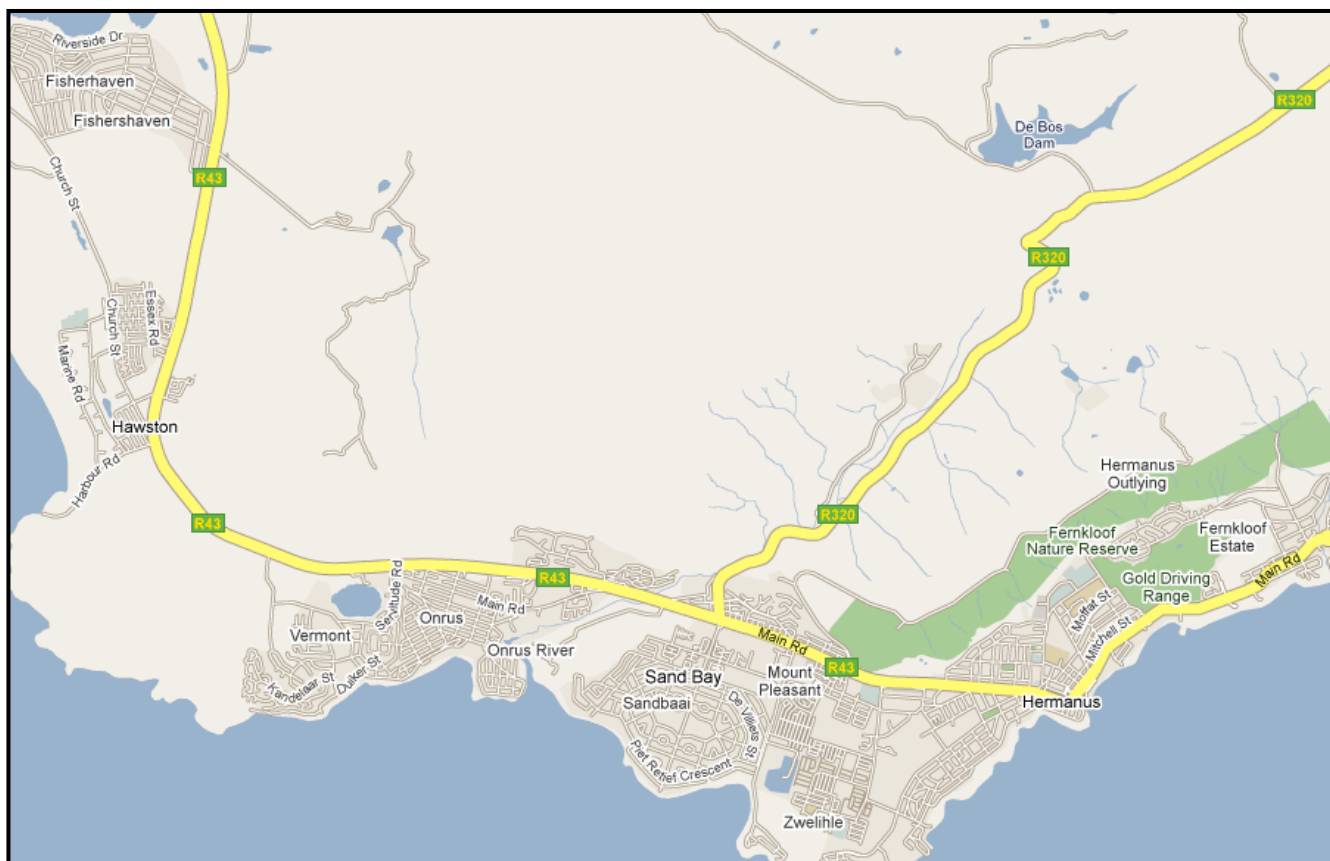 Riverside Dr
Fisherhaven
Fishershaven
R43
Church St
De Bos
Dam
R320
R320
Essex Rd
Church St
Marine Rd
Hawston
Harbour Rd
R43
R320
Hermanus
Outlying
Fernkloof
Nature Reserve
Fernkloof
Estate
Gold Driving
Range
Main Rd
Moffat St
Mitchell St
R43
Servitude Rd
Main Rd
Onrus
Vermont
Onrus River
Kandelaar St
Duiker St
Main Rd
R43
Sand Bay
Mount
Pleasant
Sandbaai
De Villiers St
Piet Retief Crescent
Hermanus
Zwelihle